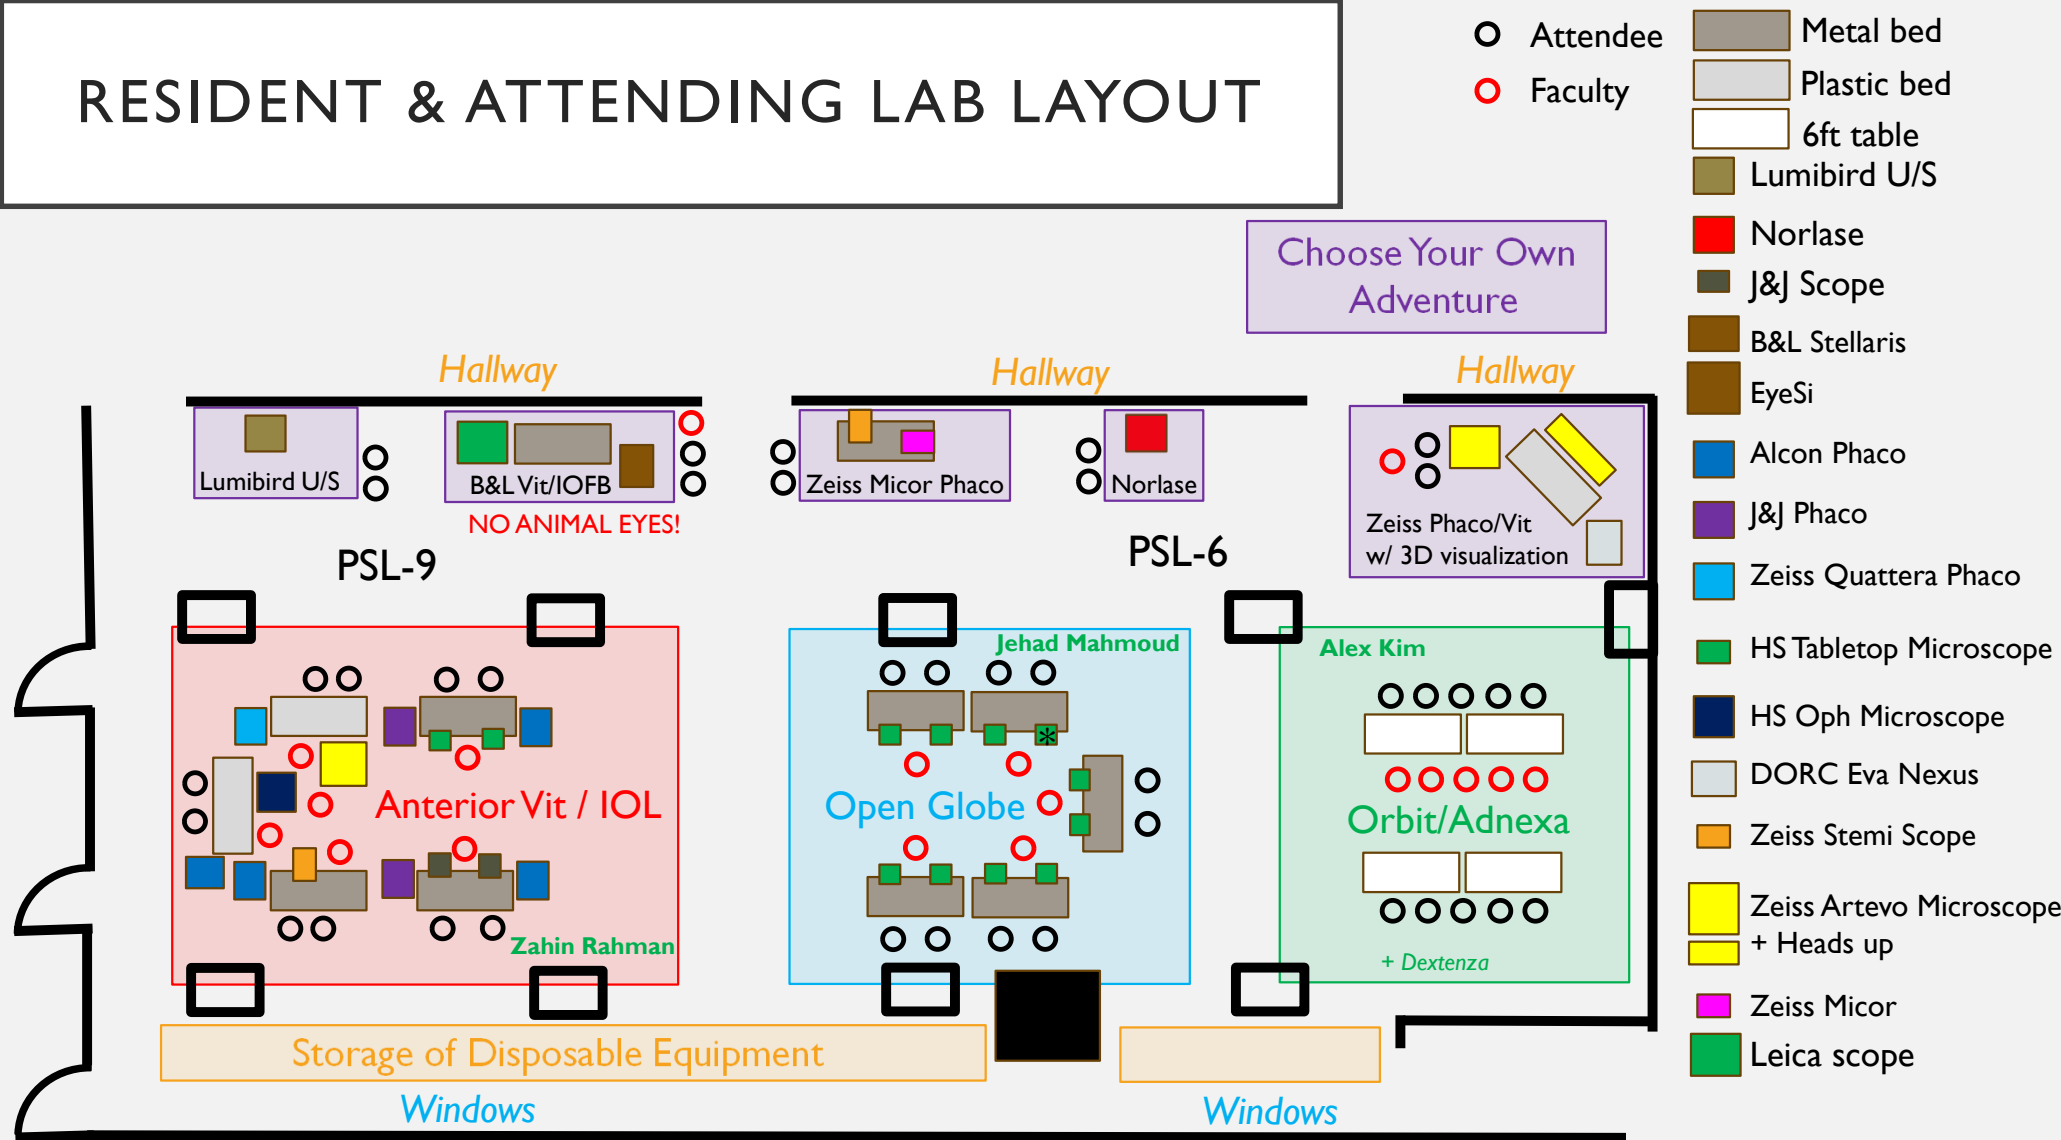 RESIDENT & ATTENDING LAB LAYOUT
Attendee
Faculty
Metal bed
Plastic bed
6ft table
Lumibird U/S
Norlase
J&J Scope
B&L Stellaris
EyeSi
Alcon Phaco
J&J Phaco
Zeiss Quattera Phaco
HS Tabletop Microscope
HS Oph Microscope
DORC Eva Nexus
Zeiss Stemi Scope
Zeiss Artevo Microscope
+ Heads up
Zeiss Micor
Leica scope
Choose Your Own
Adventure
Hallway
Hallway
Hallway
Lumibird U/S
B&L Vit/IOFB
NO ANIMAL EYES!
Zeiss Micor Phaco
Norlase
Zeiss Phaco/Vit
w/ 3D visualization
PSL-9
PSL-6
Anterior Vit / IOL
Zahin Rahman
Jehad Mahmoud
*
Open Globe
Alex Kim
Orbit/Adnexa
+ Dextenza
Storage of Disposable Equipment
Windows
Windows